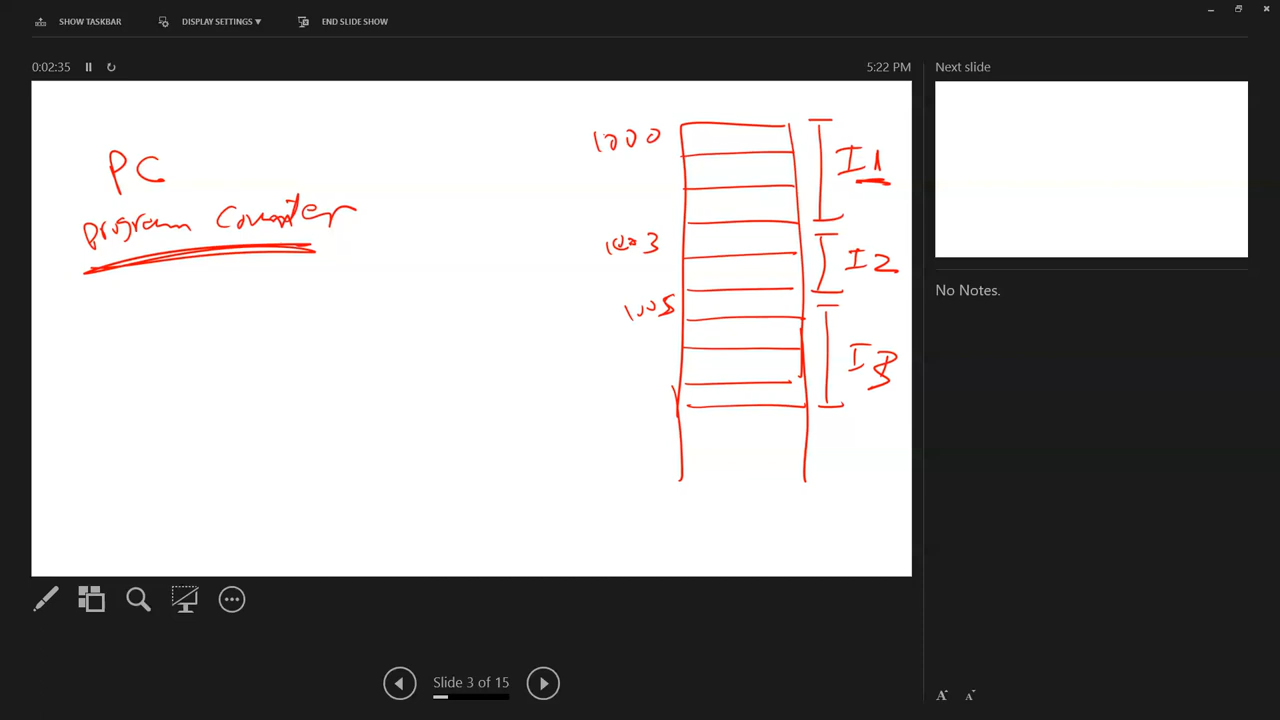 SHOW TASKBAR
DISPLAY SETTINGS ▼
END SLIDE SHOW
0:02:35
5:22 PM
Next slide
PC
program Counter
1000
I1
1003
I2
1005
I3
No Notes.
Slide 3 of 15
A A